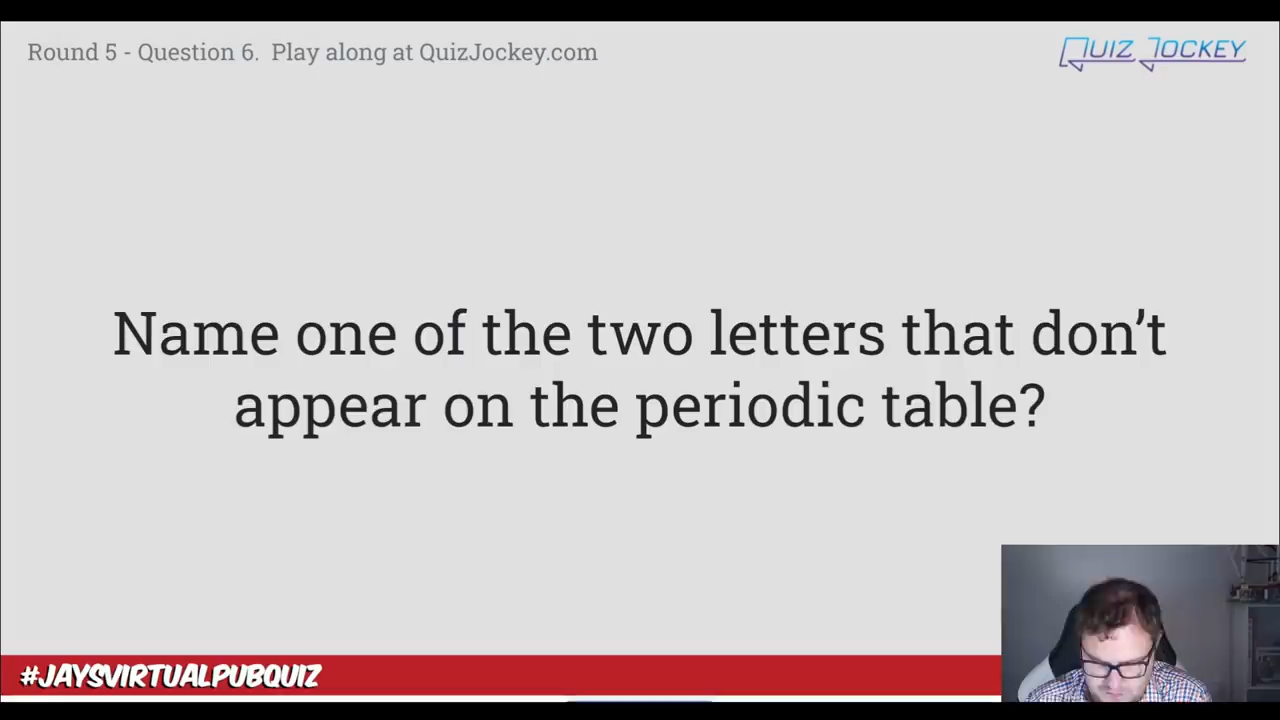 Round 5 - Question 6.  Play along at QuizJockey.com
QUIZ JOCKEY
Name one of the two letters that don’t
appear on the periodic table?
#JAYSVIRTUALPUBQUIZ